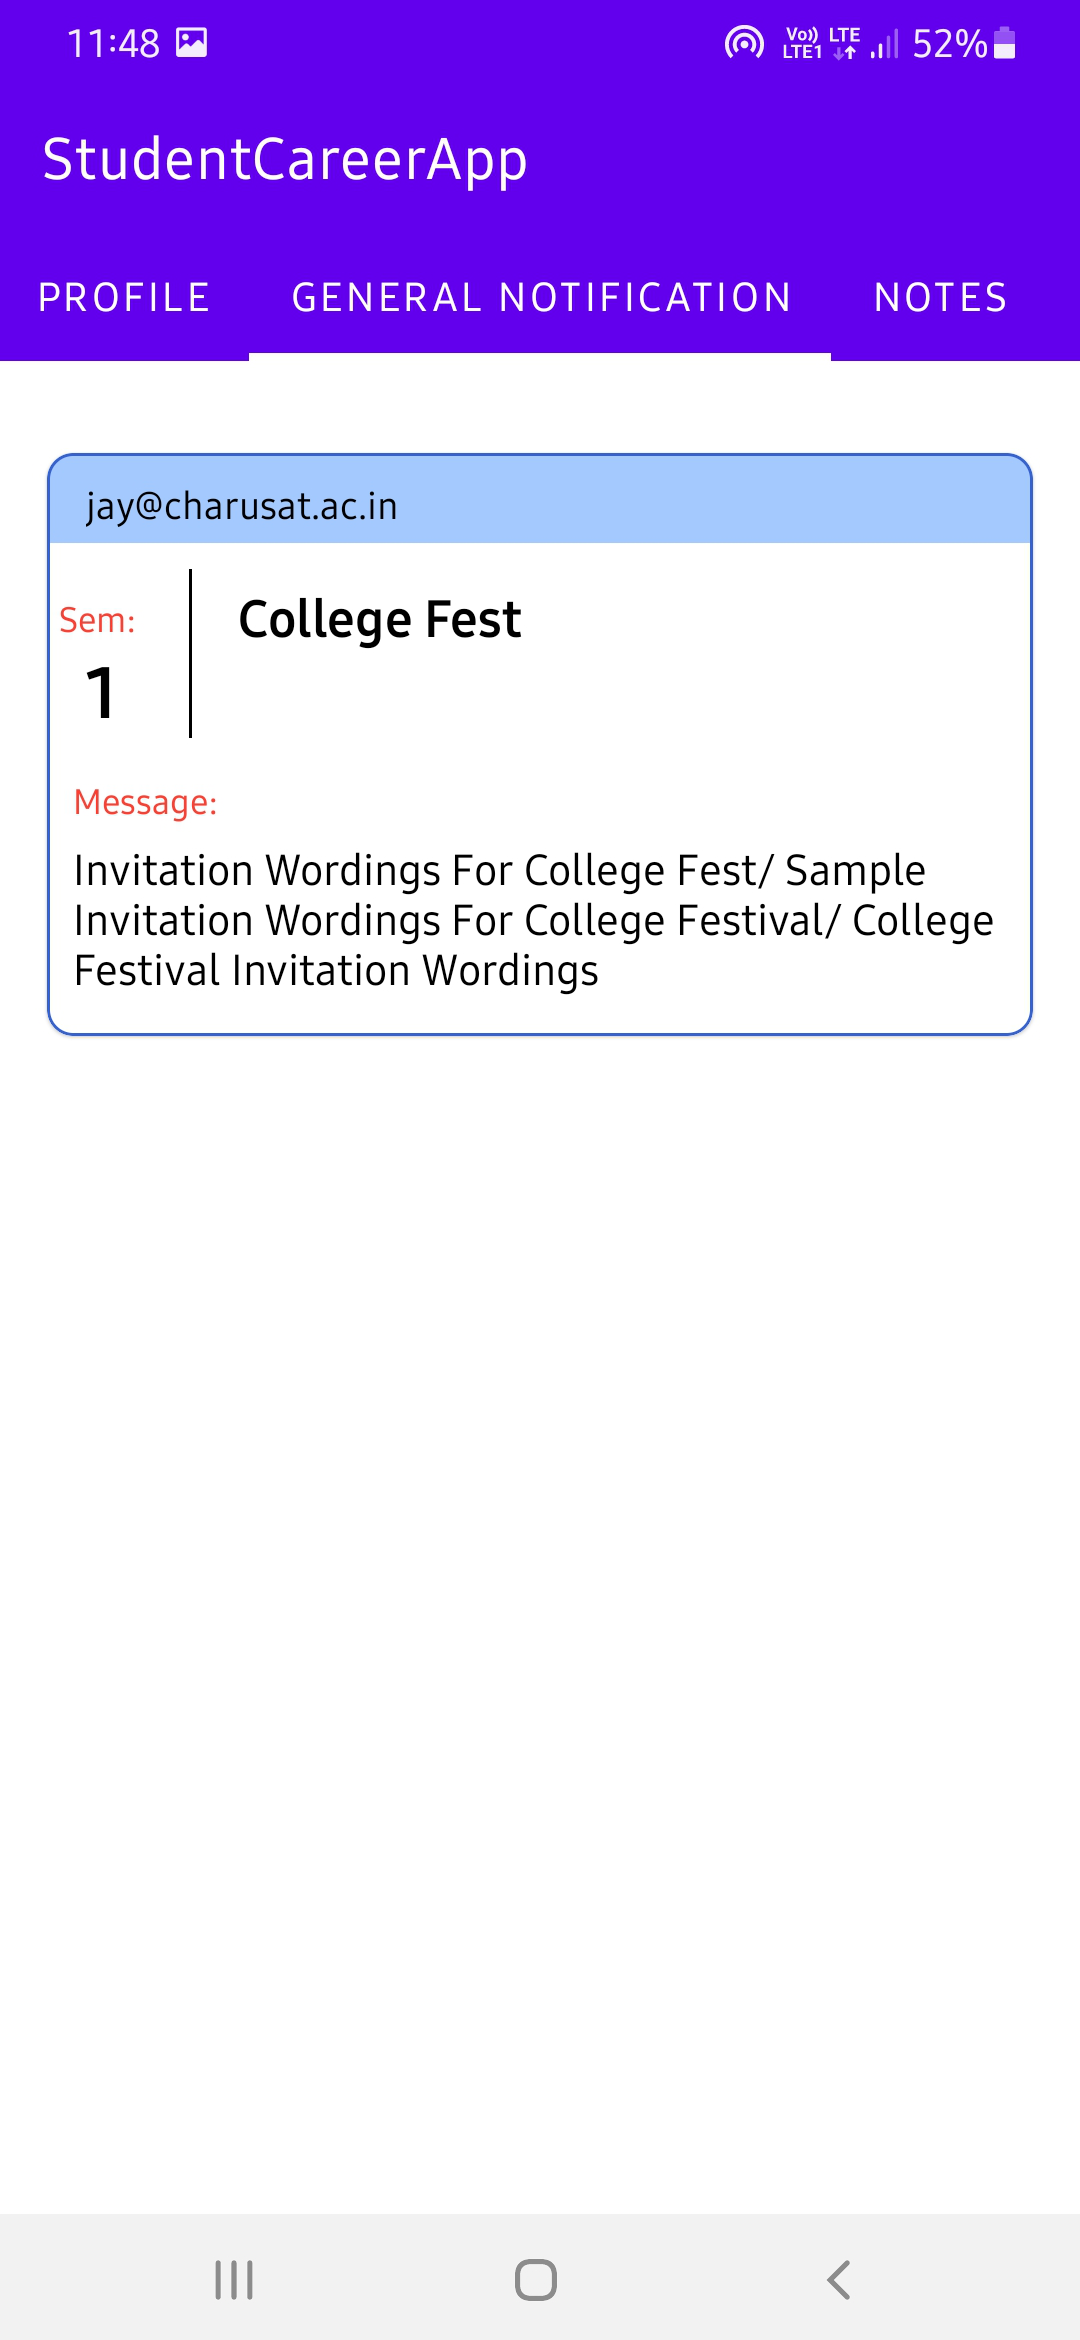 11:48 Vo)) LTE 52%
LTE1
StudentCareerApp
PROFILE GENERAL NOTIFICATION NOTES
jay@charusat.ac.in
Sem: College Fest
1
Message:
Invitation Wordings For College Fest/ Sample
Invitation Wordings For College Festival/ College
Festival Invitation Wordings